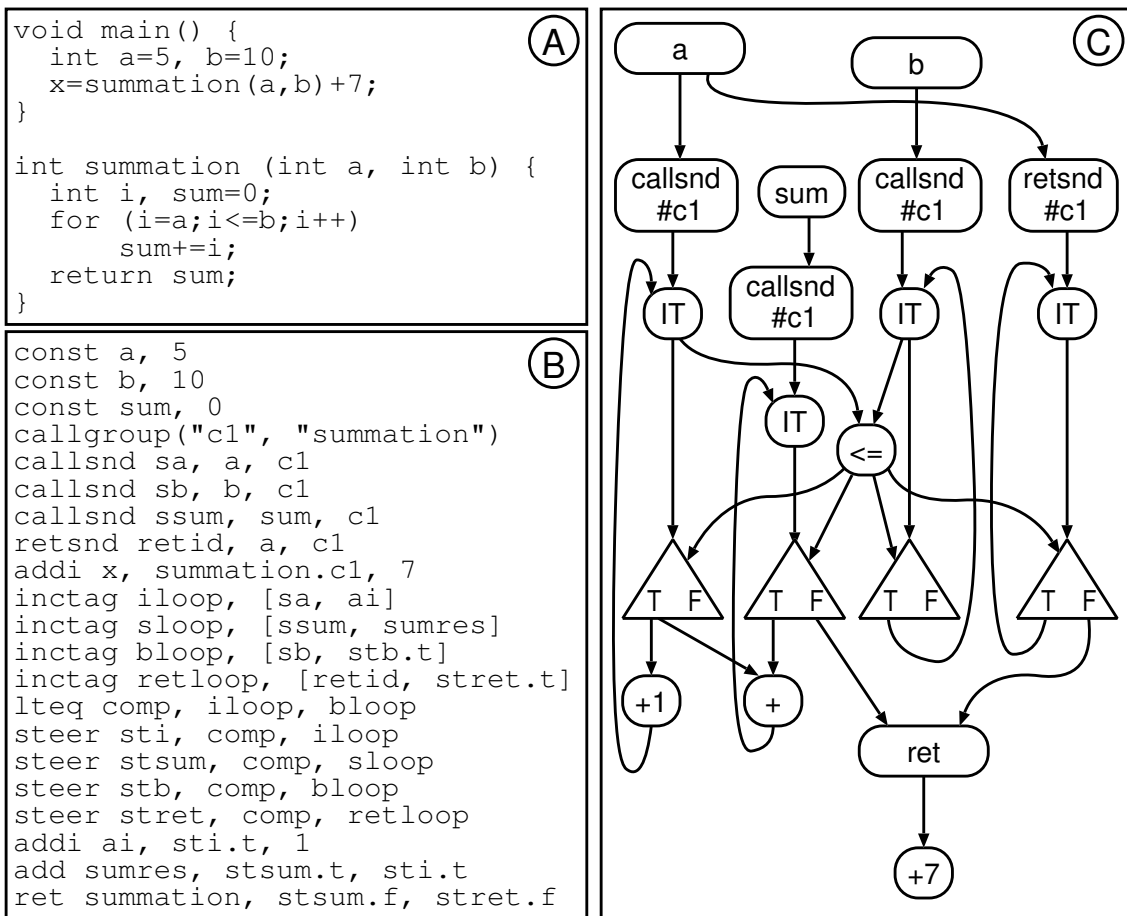 void main() {
int a=5, b=10;
x=summation(a,b)+7;
}
int summation (int a, int b) {
int i, sum=0;
for (i=a;i<=b;i++)
sum+=i;
return sum;
}
A
const a, 5
const b, 10
const sum, 0
callgroup("c1", "summation")
callsnd sa, a, c1
callsnd sb, b, c1
callsnd ssum, sum, c1
retsnd retid, a, c1
addi x, summation.c1, 7
inctag iloop, [sa, ai]
inctag sloop, [ssum, sumres]
inctag bloop, [sb, stb.t]
inctag retloop, [retid, stret.t]
lteq comp, iloop, bloop
steer sti, comp, iloop
steer stsum, comp, sloop
steer stb, comp, bloop
steer stret, comp, retloop
addi ai, sti.t, 1
add sumres, stsum.t, sti.t
ret summation, stsum.f, stret.f
B
C
a
b
callsnd
#c1
sum
callsnd
#c1
retsnd
#c1
callsnd
#c1
IT
IT
IT
IT
<=
T F
T F
T F
T F
+1
+
ret
+7